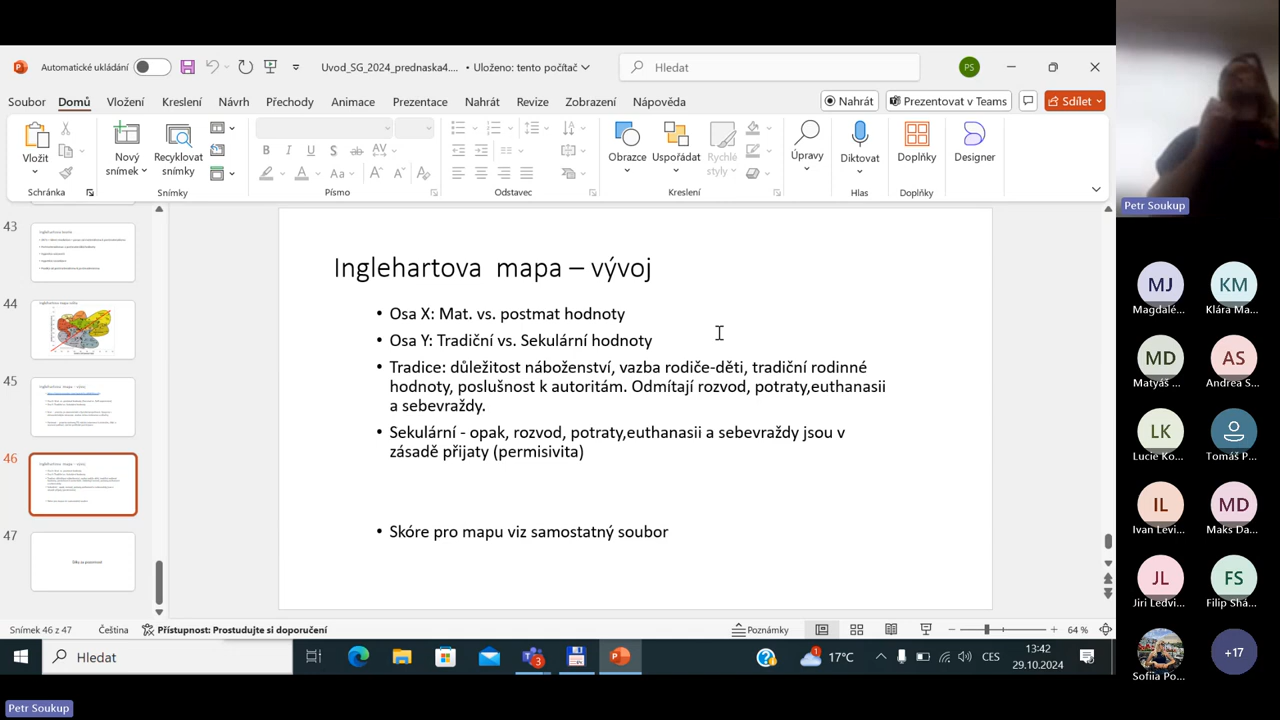 Automatické ukládání
Uvod_SG_2024_prednaska4.... • Uloženo: tento počítač
Hledat
PS
Soubor Domů Vložení Kreslení Návrh Přechody Animace Prezentace Nahrát Revize Zobrazení Nápověda
Nahrát Prezentovat v Teams Sdílet
Vložit
Nový snímek
Recyklovat snímky
Obrazce
Uspořádat
Rychlé styly
Úpravy
Diktovat
Doplňky
Designer
Schránka Snímky Písmo Odstavec Kreslení Hlas Doplňky
Petr Soukup
43
44
45
46
47
Inglehartova mapa – vývoj
• Osa X: Mat. vs. postmat hodnoty
• Osa Y: Tradiční vs. Sekulární hodnoty
• Tradice: důležitost náboženství, vazba rodiče-děti, tradiční rodinné
hodnoty, poslušnost k autoritám. Odmítají rozvod, potraty,euthanasii
a sebevraždy.
• Sekulární - opak, rozvod, potraty,euthanasii a sebevraždy jsou v
zásadě přijaty (permisivita)
• Skóre pro mapu viz samostatný soubor
MJ KM
Magdalé... Klára Ma...
MD AS
Matyáš ... Andrea S...
LK
Lucie Ko... Tomáš P...
IL MD
Ivan Levi... Maks Da...
JL FS
Jiri Ledvi... Filip Shá...
+17
Sofiia Po...
Snímek 46 z 47 Čeština Přístupnost: Prostudujte si doporučení Poznámky 64 %
Hledat
3
1
17°C CES
13:42
29.10.2024
Petr Soukup